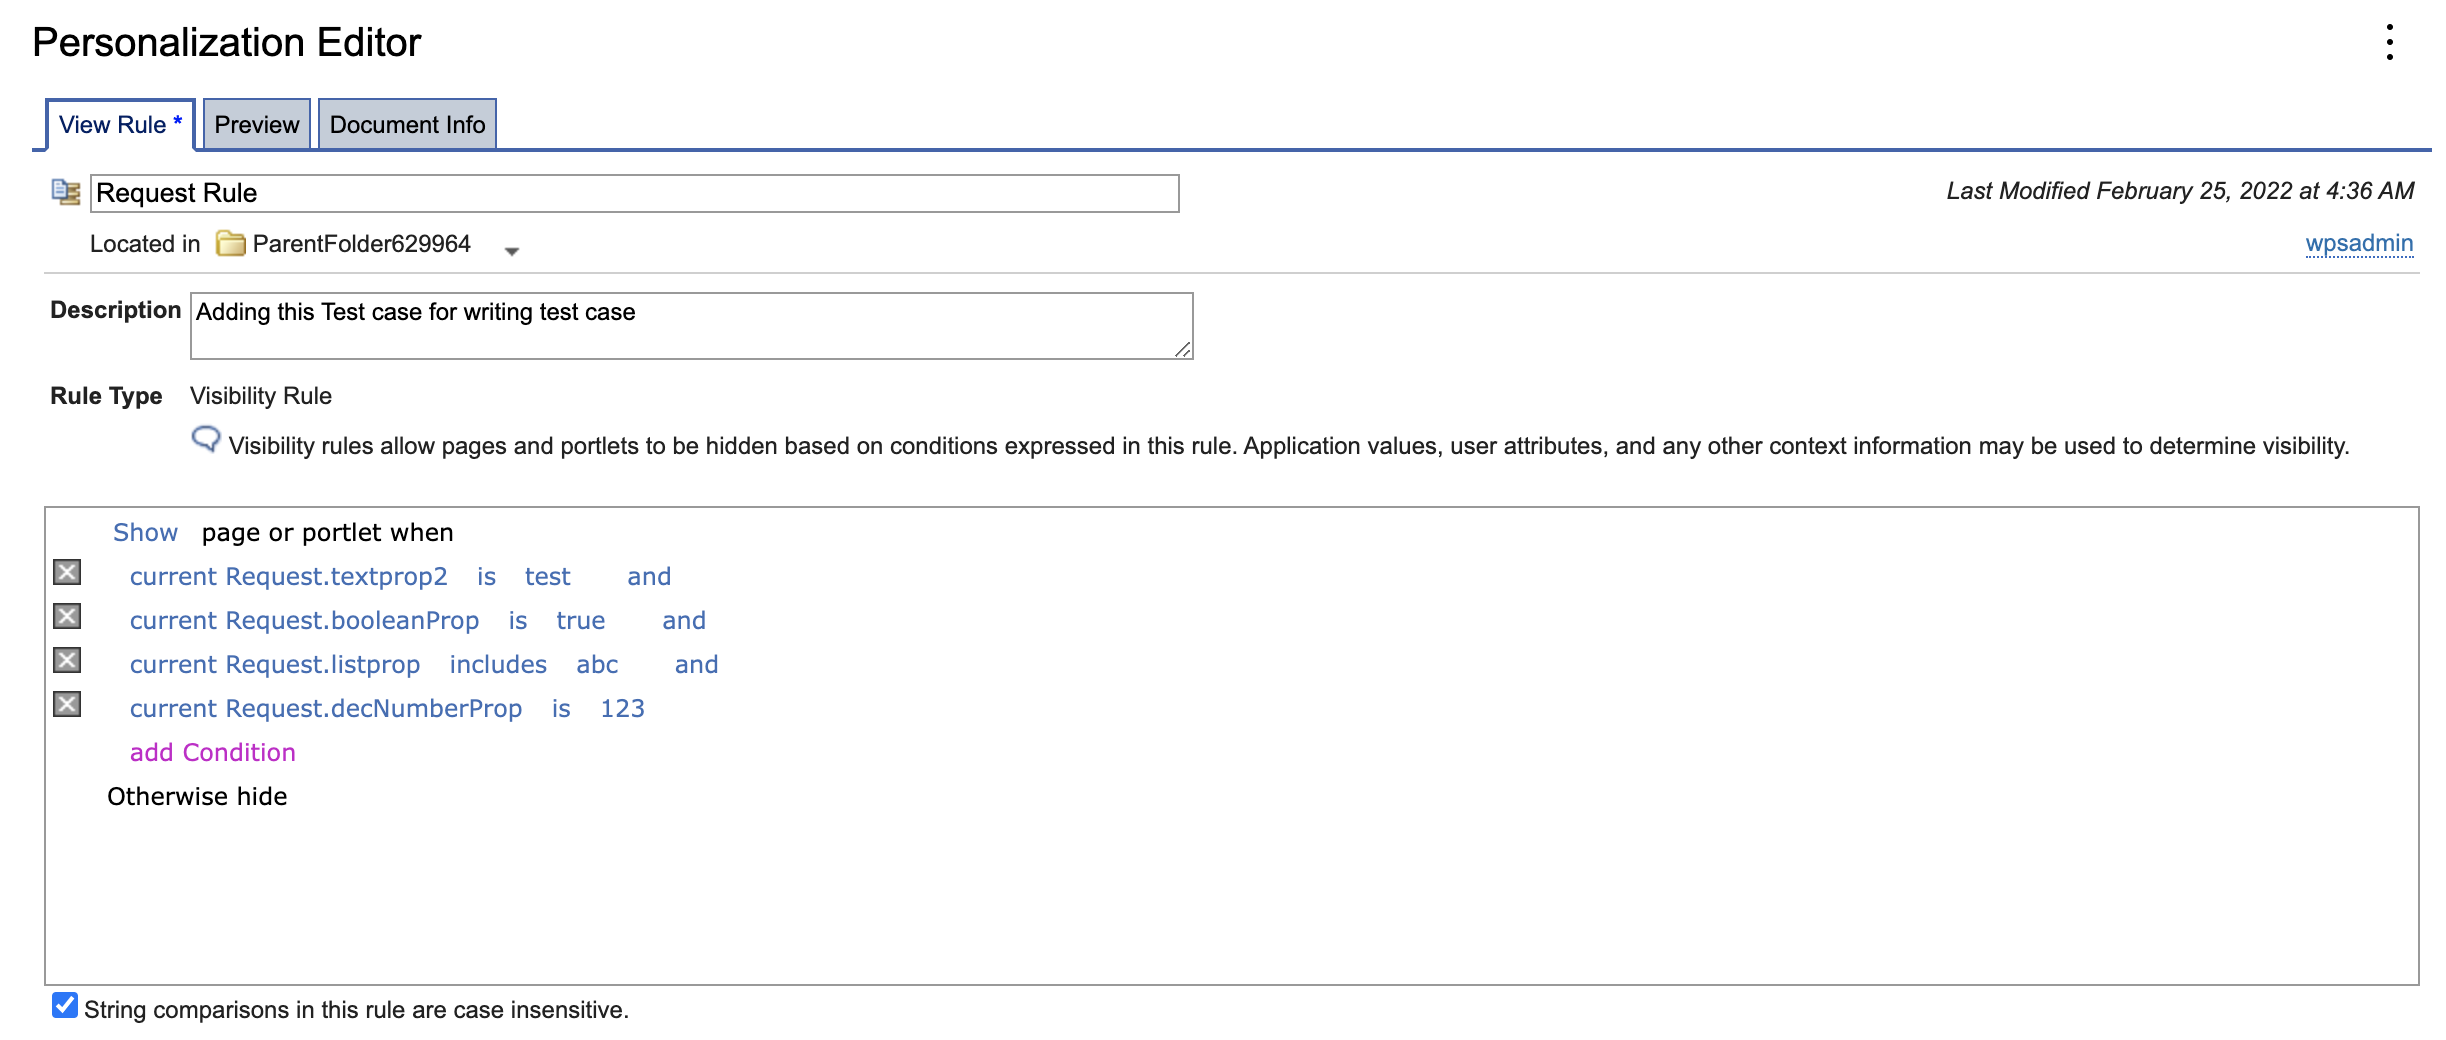 Personalization Editor
View Rule * Preview Document Info
Request Rule Last Modified February 25, 2022 at 4:36 AM
Located in ParentFolder629964 wpsadmin
Description Adding this Test case for writing test case
Rule Type Visibility Rule
Visibility rules allow pages and portlets to be hidden based on conditions expressed in this rule. Application values, user attributes, and any other context information may be used to determine visibility.
Show page or portlet when
current Request.textprop2 is test and
current Request.booleanProp is true and
current Request.listprop includes abc and
current Request.decNumberProp is 123
add Condition
Otherwise hide
String comparisons in this rule are case insensitive.